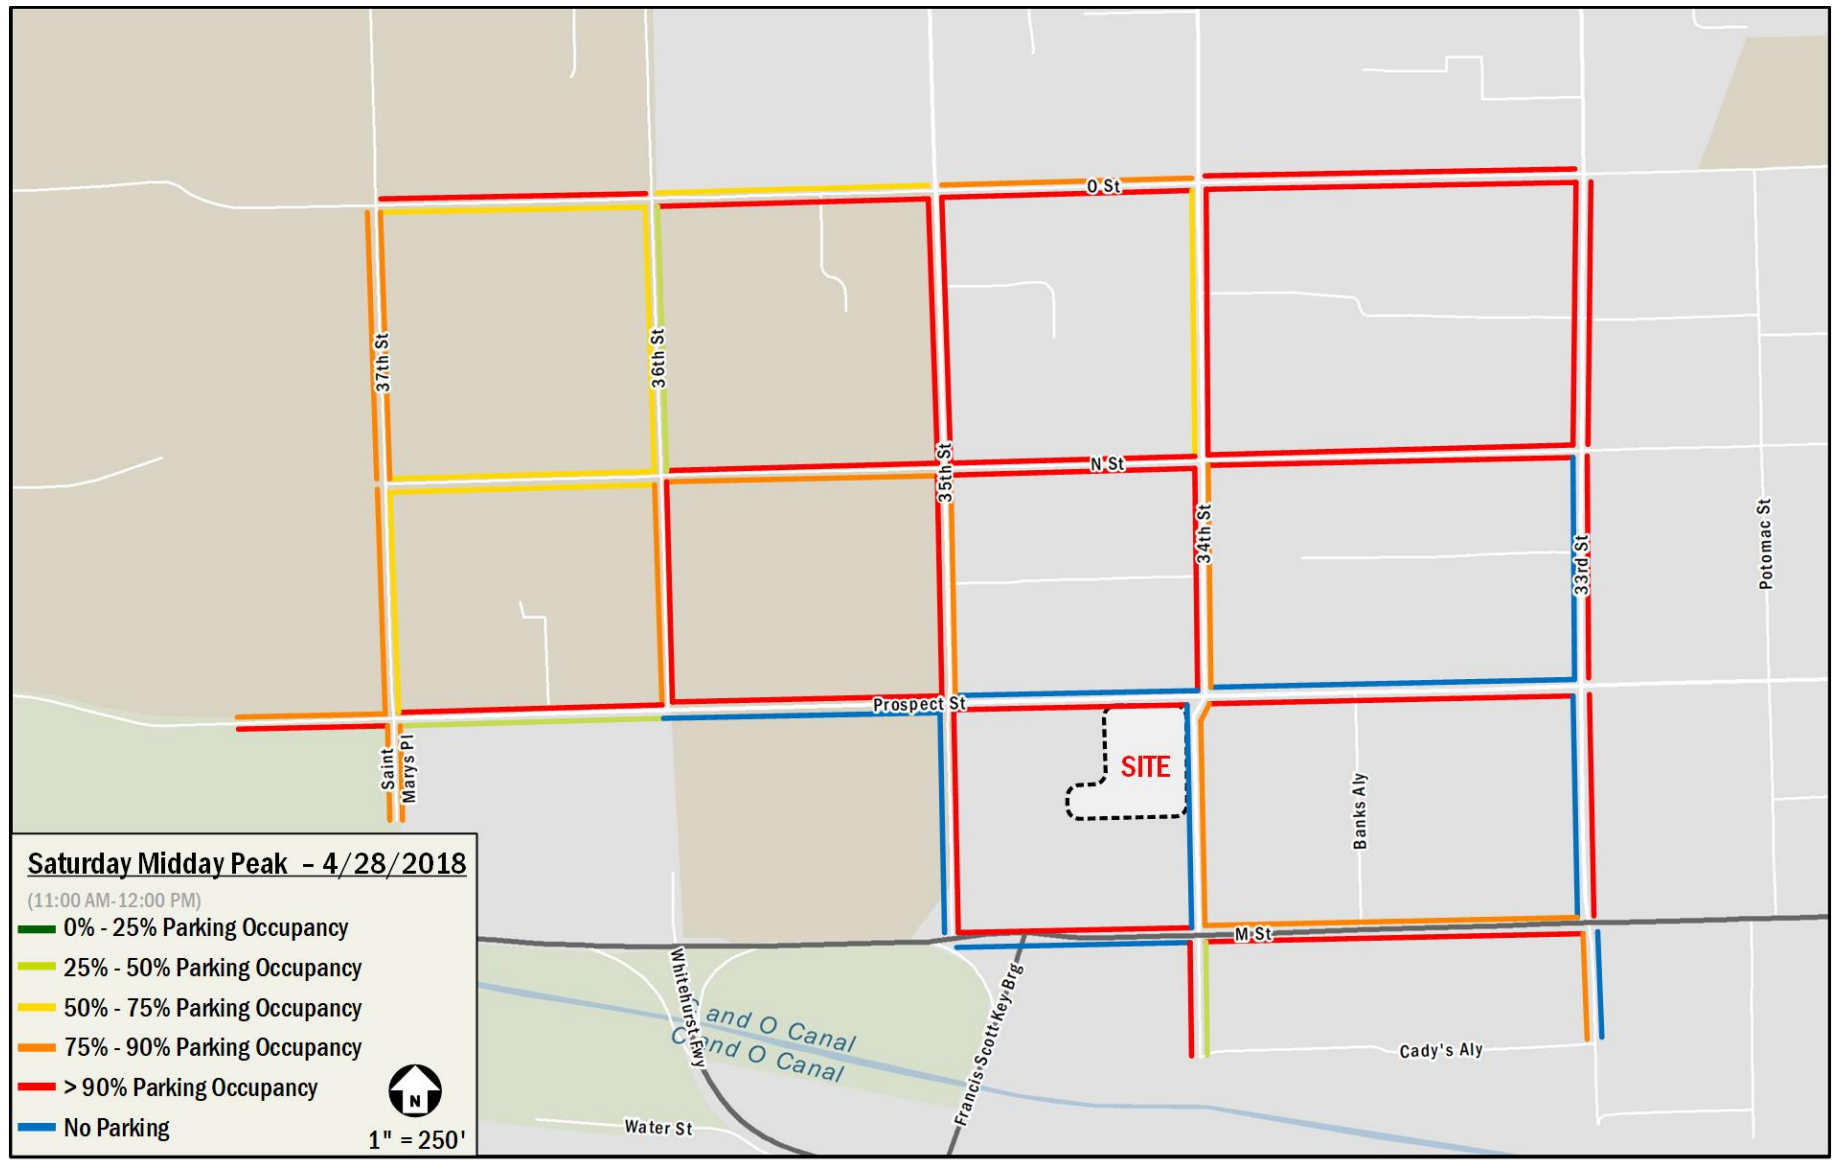 O St
37th St
36th St
35th St
N St
34th St
33rd St
Potomac St
Prospect St
Saint
Marys Pl
SITE
Banks Aly
M St
Whitehurst Fwy
C and O Canal
C and O Canal
Francis Scott Key Brg
Cady's Aly
Water St
Saturday Midday Peak – 4/28/2018
(11:00 AM-12:00 PM)
0% - 25% Parking Occupancy
25% - 50% Parking Occupancy
50% - 75% Parking Occupancy
75% - 90% Parking Occupancy
> 90% Parking Occupancy
No Parking
N
1" = 250'